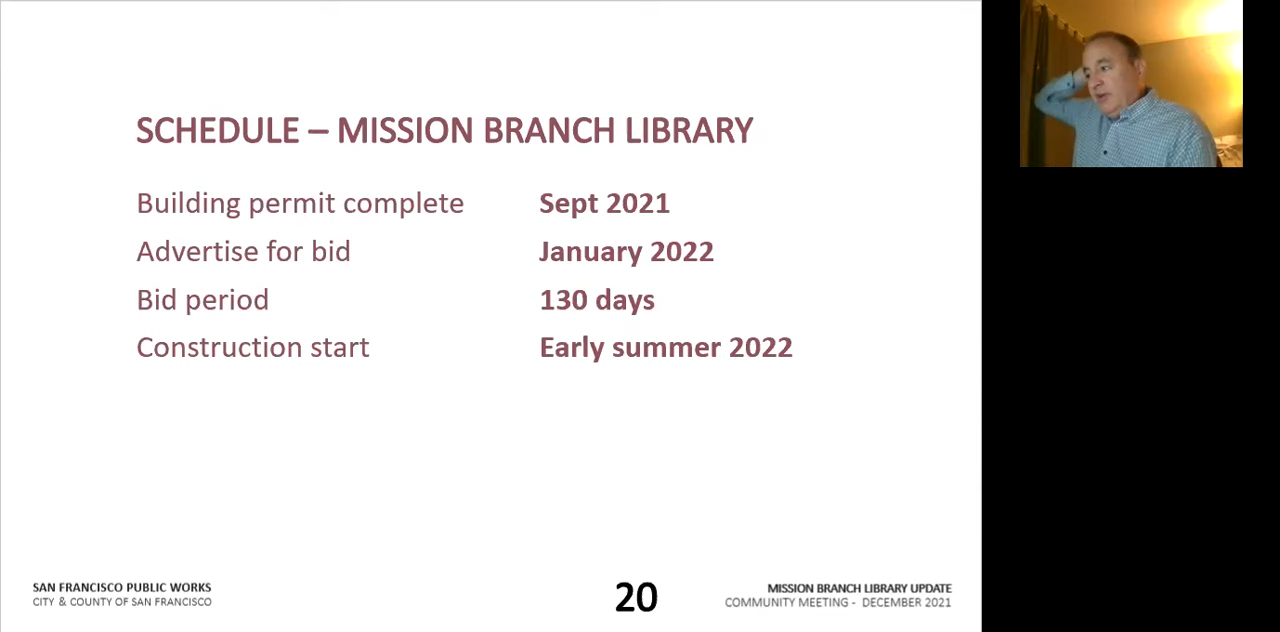 SCHEDULE – MISSION BRANCH LIBRARY
Building permit complete Sept 2021
Advertise for bid January 2022
Bid period 130 days
Construction start Early summer 2022
SAN FRANCISCO PUBLIC WORKS
CITY & COUNTY OF SAN FRANCISCO
20
MISSION BRANCH LIBRARY UPDATE
COMMUNITY MEETING - DECEMBER 2021